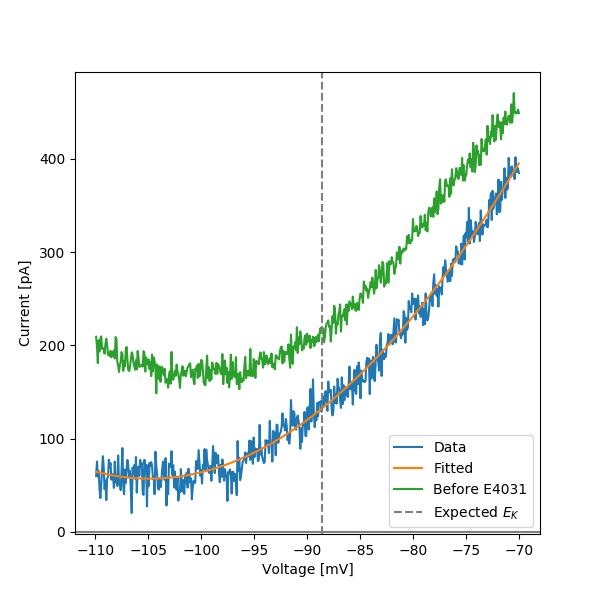 400
300
200
100
0
Current [pA]
Data
Fitted
Before E4031
Expected $E_K$
−110
−105
−100
−95
−90
−85
−80
−75
−70
Voltage [mV]